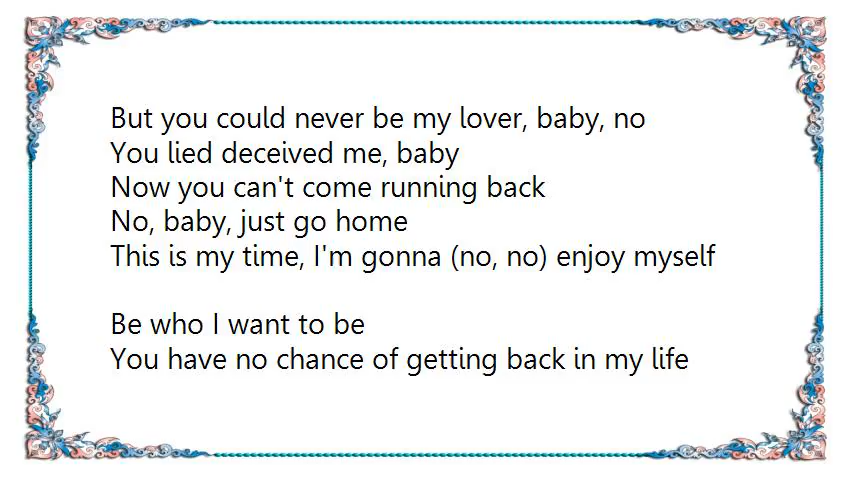 But you could never be my lover, baby, no
You lied deceived me, baby
Now you can't come running back
No, baby, just go home
This is my time, I'm gonna (no, no) enjoy myself
Be who I want to be
You have no chance of getting back in my life